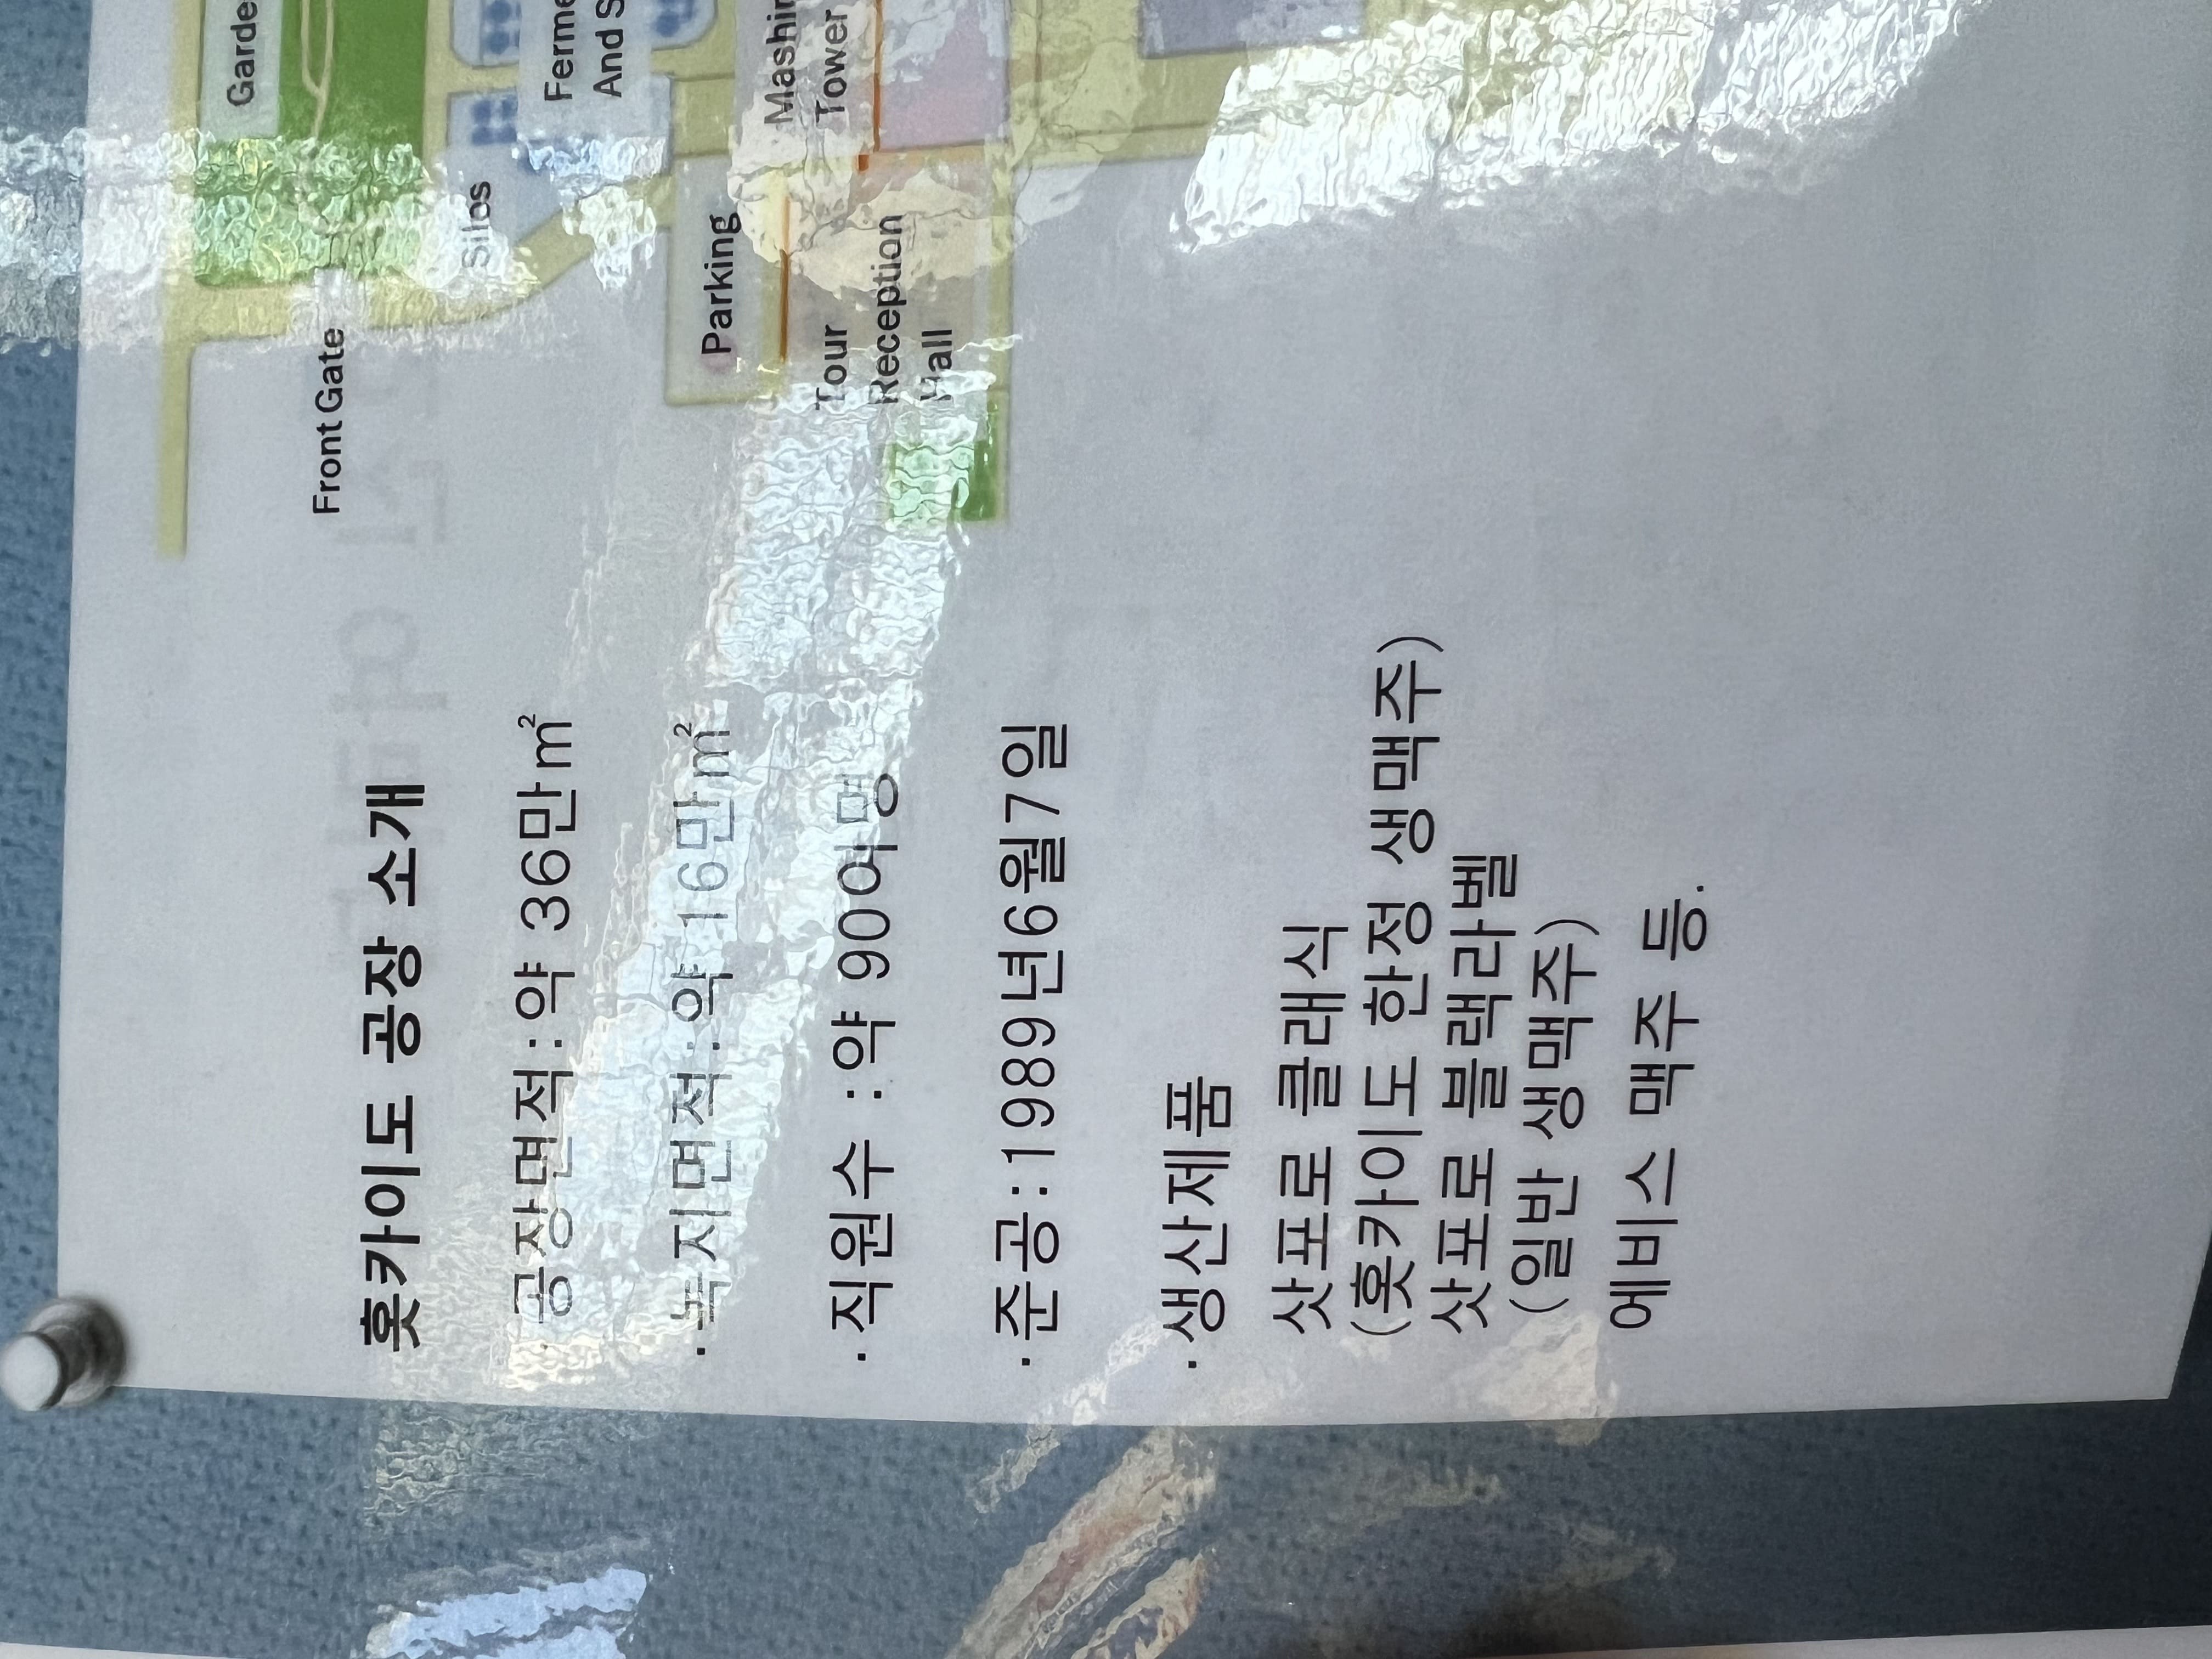 홋카이도 공장 소개
· 공장면적:약 36만㎡
·녹지면적:약 16만㎡
·직원수 :약 90여명
·준공:1989년6월7일
·생산제품
삿포로 클래식
(홋카이도 한정 생맥주)
삿포로 블랙라벨
(일반 생맥주)
에비스 맥주 등.
Front Gate
Silos
Parking
Tour
Reception
Hall
Tower
And